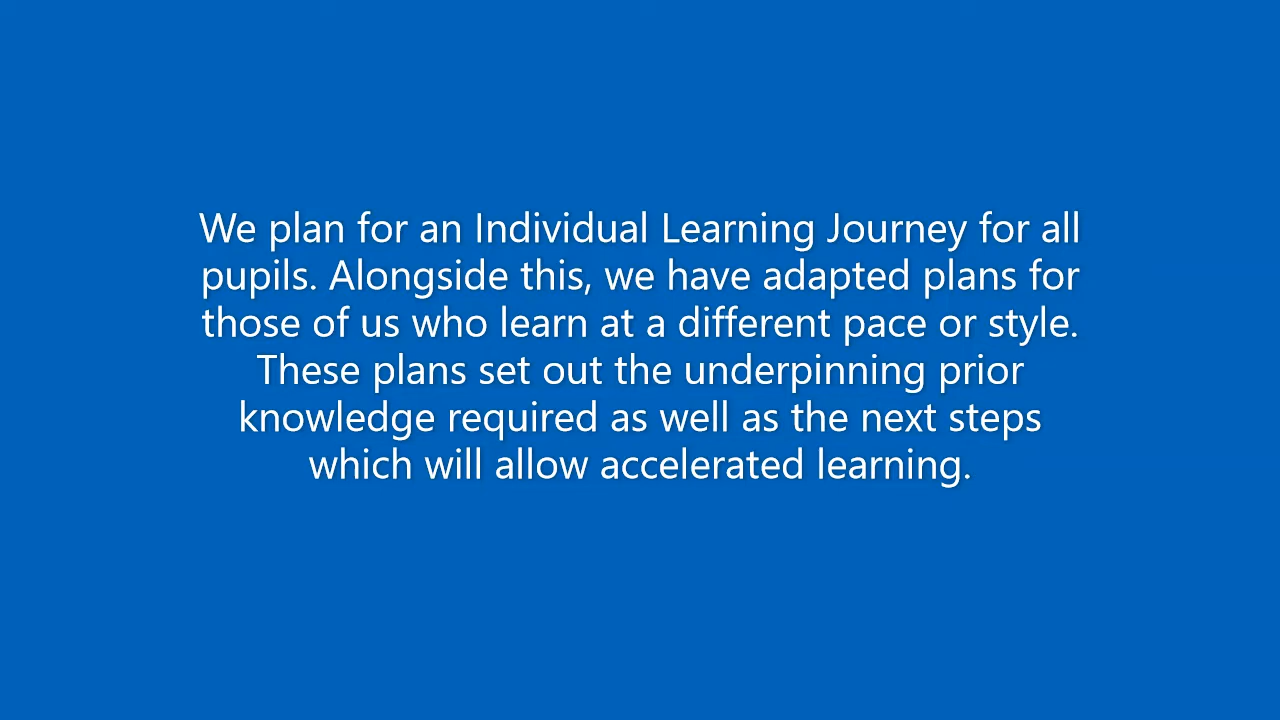 We plan for an Individual Learning Journey for all
pupils. Alongside this, we have adapted plans for
those of us who learn at a different pace or style.
These plans set out the underpinning prior
knowledge required as well as the next steps
which will allow accelerated learning.